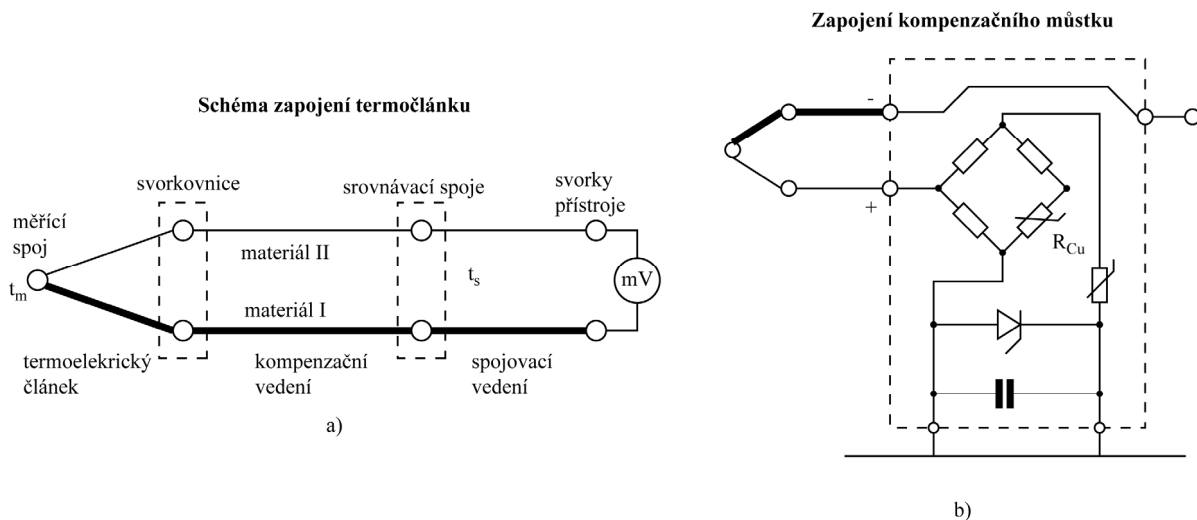 Schéma zapojení termočlánku
svorkovnice
srovnávací spoje
svorky
přístroje
měřící
spoj
materiál II
t_m
t_s
mV
materiál I
termoelekrický
článek
kompenzační
vedení
spojovací
vedení
a)
Zapojení kompenzačního můstku
-
+
R_Cu
b)